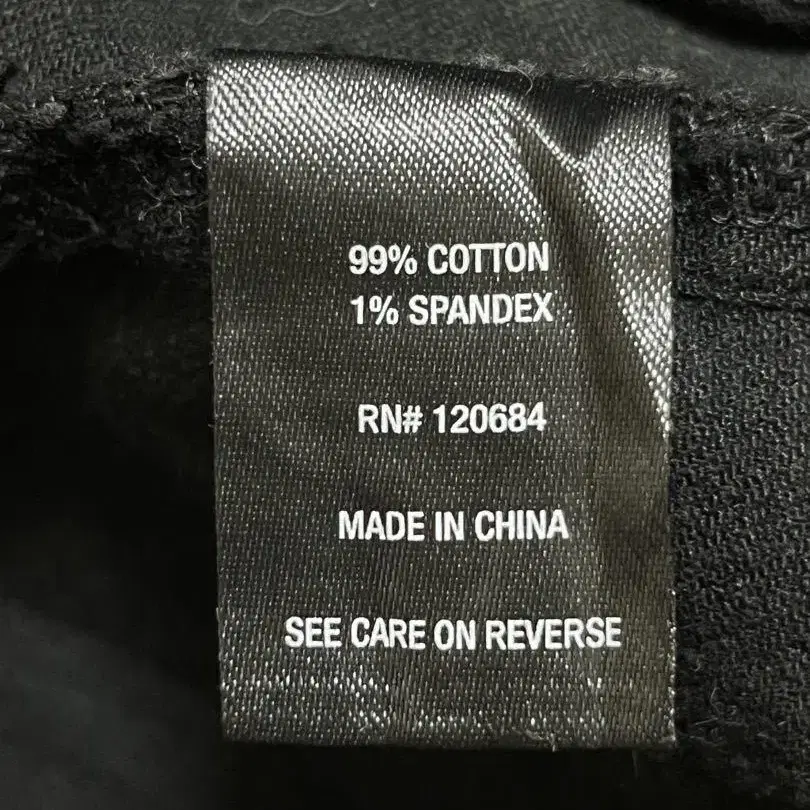 99% COTTON
1% SPANDEX
RN# 120684
MADE IN CHINA
SEE CARE ON REVERSE